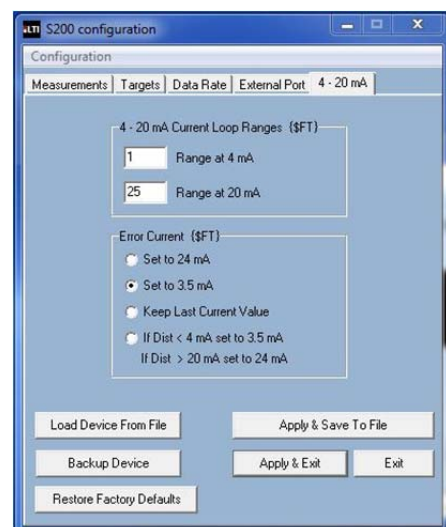 LTI S200 configuration
Configuration
Measurements Targets Data Rate External Port 4 - 20 mA
4 - 20 mA Current Loop Ranges ($FT)
1 Range at 4 mA
25 Range at 20 mA
Error Current ($FT)
Set to 24 mA
Set to 3.5 mA
Keep Last Current Value
If Dist < 4 mA set to 3.5 mA
If Dist > 20 mA set to 24 mA
Load Device From File Apply & Save To File
Backup Device Apply & Exit Exit
Restore Factory Defaults